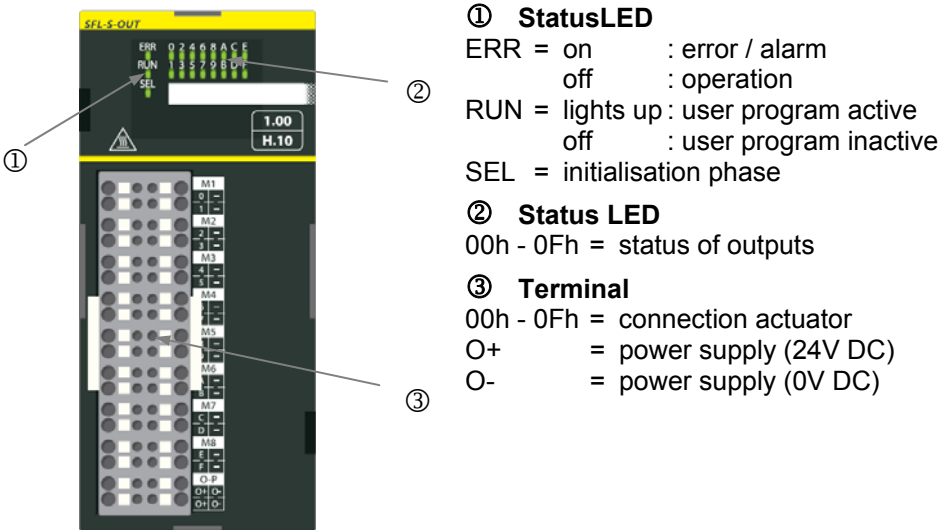 SFL-S-OUT
ERR 0 2 4 6 8 A C E
RUN 1 3 5 7 9 B D F
SEL
1.00
H.10
M1
0 -
1 -
M2
2 -
3 -
M3
4 -
5 -
M4
M5
M6
B -
M7
C -
D -
M8
E -
F -
O-P
O+ O-
O+ O-
①
②
③
① StatusLED
ERR = on : error / alarm
off : operation
RUN = lights up : user program active
off : user program inactive
SEL = initialisation phase
② Status LED
00h - 0Fh = status of outputs
③ Terminal
00h - 0Fh = connection actuator
O+ = power supply (24V DC)
O- = power supply (0V DC)